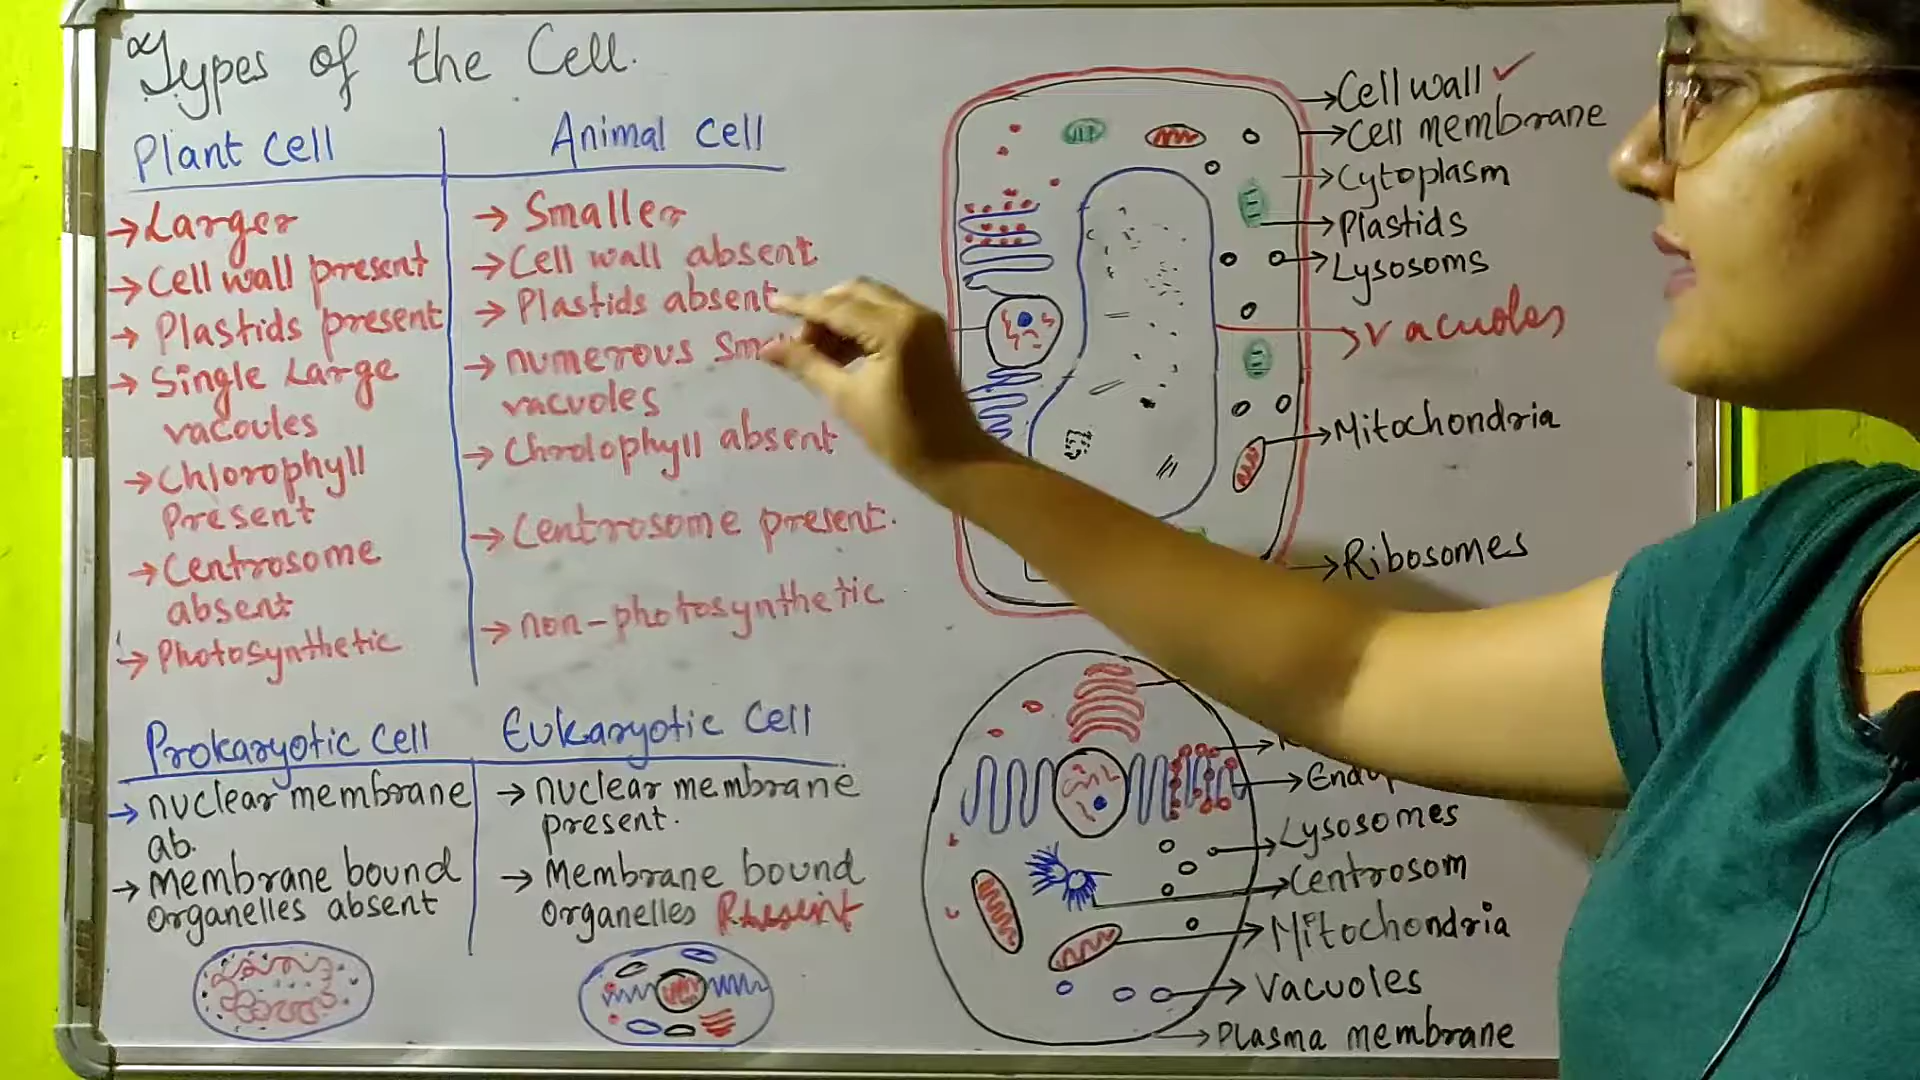 Types of the Cell.
Plant Cell
→Larger
→Cell wall present
→Plastids present
→Single Large
vacoules
→Chlorophyll
Present
→Centrosome
absent
→Photosynthetic
Animal Cell
→Smaller
→Cell wall absent
→Plastids absent
→numerous
vacuoles
→Chrolophyll absent
→Centrosome present.
→non-photosynthetic
Prokaryotic Cell
→nuclear membrane
ab.
→Membrane bound
Organelles absent
Eukaryotic Cell
→nuclear membrane
present.
→Membrane bound
Organelles Present
→Cell wall ✓
→Cell membrane
→Cytoplasm
→Plastids
→Lysosoms
→Vacuoles
→Mitochondria
→Ribosomes
→Lysosomes
→Centrosom
→Mitochondria
→Vacuoles
→Plasma membrane